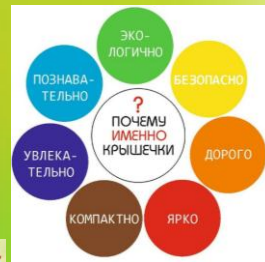 ЭКО-
ЛОГИЧНО
БЕЗОПАСНО
ДОРОГО
ЯРКО
КОМПАКТНО
УВЛЕКА-
ТЕЛЬНО
ПОЗНАВА-
ТЕЛЬНО
?
ПОЧЕМУ
ИМЕННО
КРЫШЕЧКИ